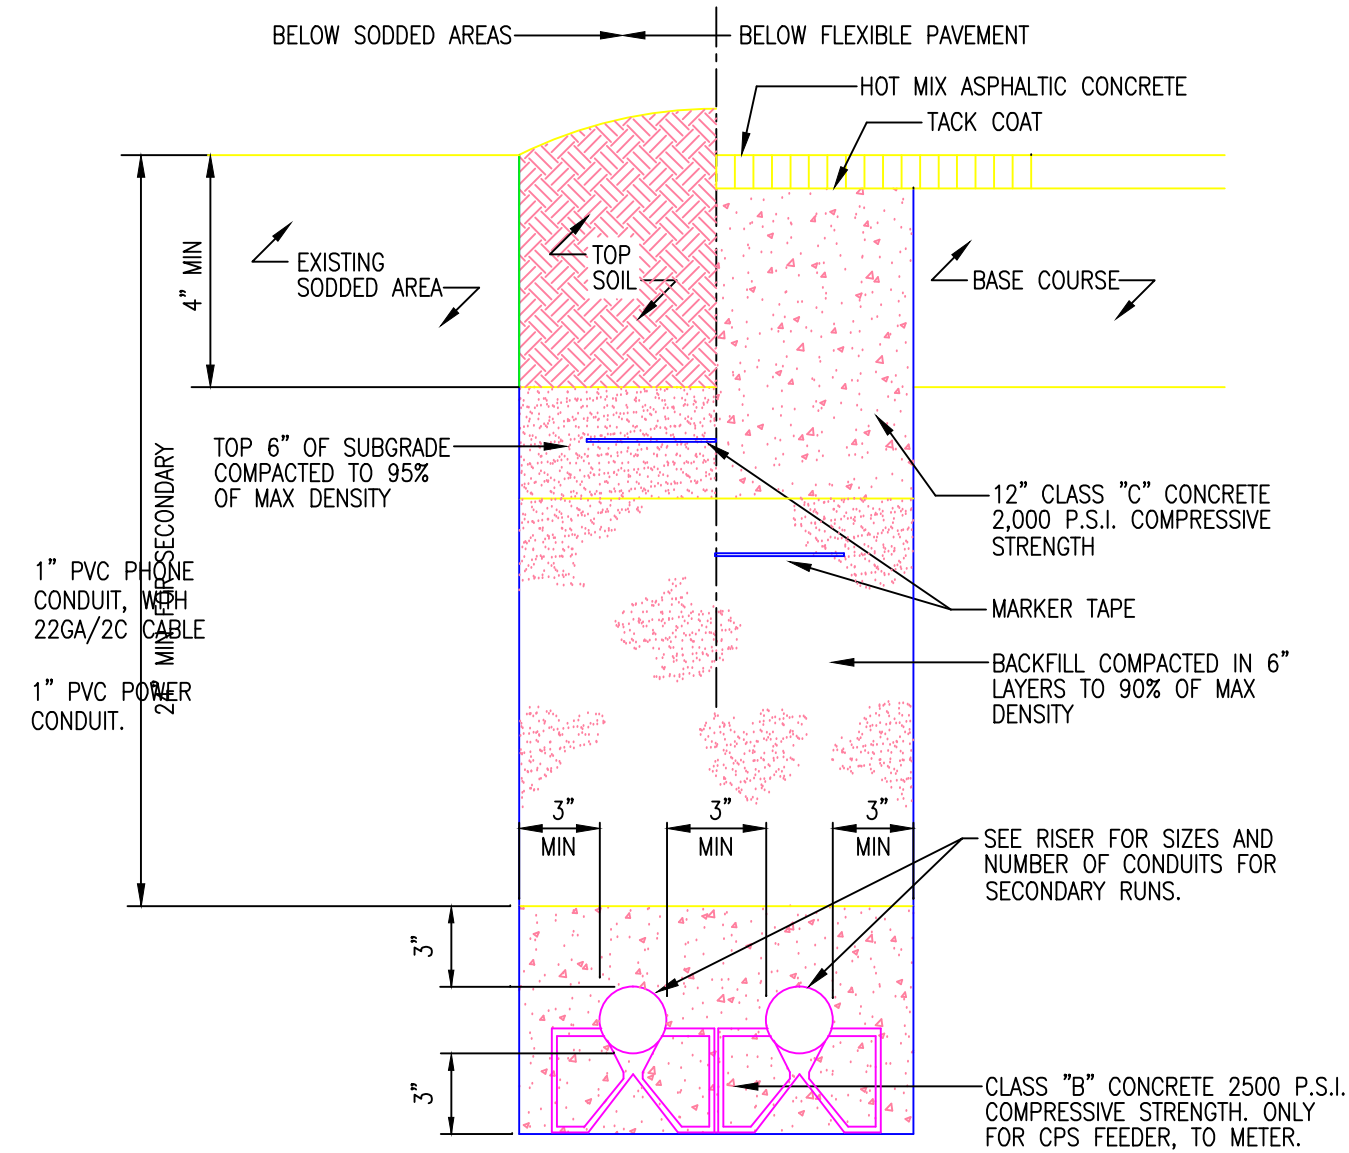 BELOW SODDED AREAS
BELOW FLEXIBLE PAVEMENT
HOT MIX ASPHALTIC CONCRETE
TACK COAT
4" MIN
EXISTING
SODDED AREA
TOP
SOIL
BASE COURSE
TOP 6" OF SUBGRADE
COMPACTED TO 95%
OF MAX DENSITY
12" CLASS "C" CONCRETE
2,000 P.S.I. COMPRESSIVE
STRENGTH
24" MIN FOR SECONDARY
1" PVC PHONE
CONDUIT, WITH
22GA/2C CABLE
1" PVC POWER
CONDUIT.
MARKER TAPE
BACKFILL COMPACTED IN 6"
LAYERS TO 90% OF MAX
DENSITY
3"
MIN
3"
MIN
3"
MIN
SEE RISER FOR SIZES AND
NUMBER OF CONDUITS FOR
SECONDARY RUNS.
3"
3"
CLASS "B" CONCRETE 2500 P.S.I.
COMPRESSIVE STRENGTH. ONLY
FOR CPS FEEDER, TO METER.